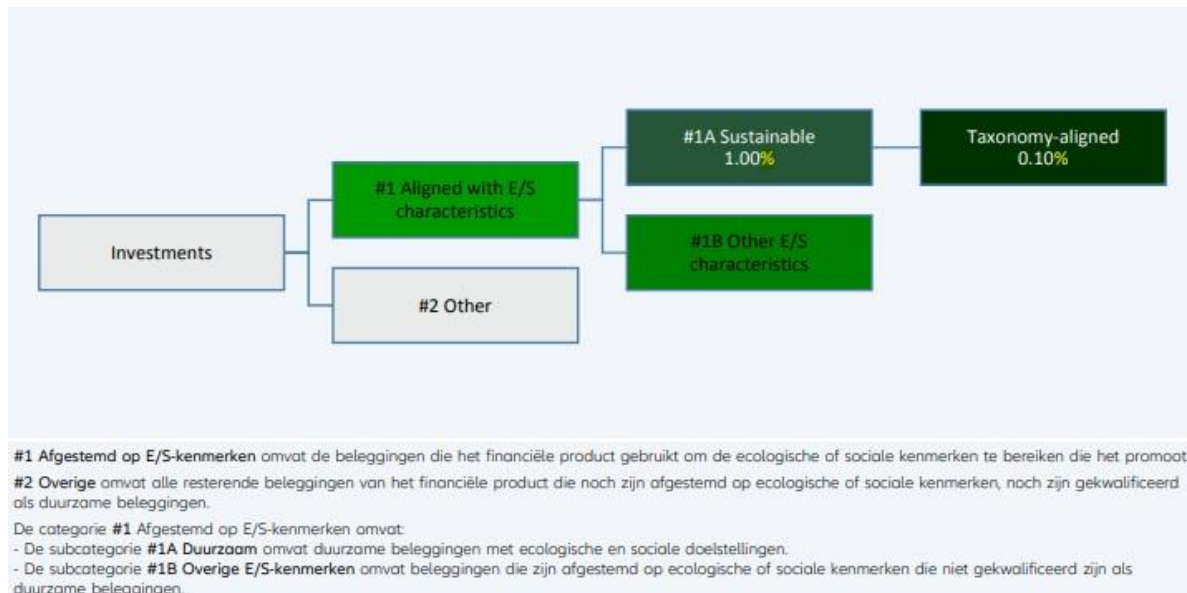 #1A Sustainable
1.00%
Taxonomy-aligned
0.10%
#1 Aligned with E/S
characteristics
Investments
#1B Other E/S
characteristics
#2 Other
#1 Afgestemd op E/S-kenmerken omvat de beleggingen die het financiële product gebruikt om de ecologische of sociale kenmerken te bereiken die het promoot
#2 Overige omvat alle resterende beleggingen van het financiële product die noch zijn afgestemd op ecologische of sociale kenmerken, noch zijn gekwalificeerd
als duurzame beleggingen.
De categorie #1 Afgestemd op E/S-kenmerken omvat:
- De subcategorie #1A Duurzaam omvat duurzame beleggingen met ecologische en sociale doelstellingen.
- De subcategorie #1B Overige E/S-kenmerken omvat beleggingen die zijn afgestemd op ecologische of sociale kenmerken die niet gekwalificeerd zijn als
duurzame beleggingen.